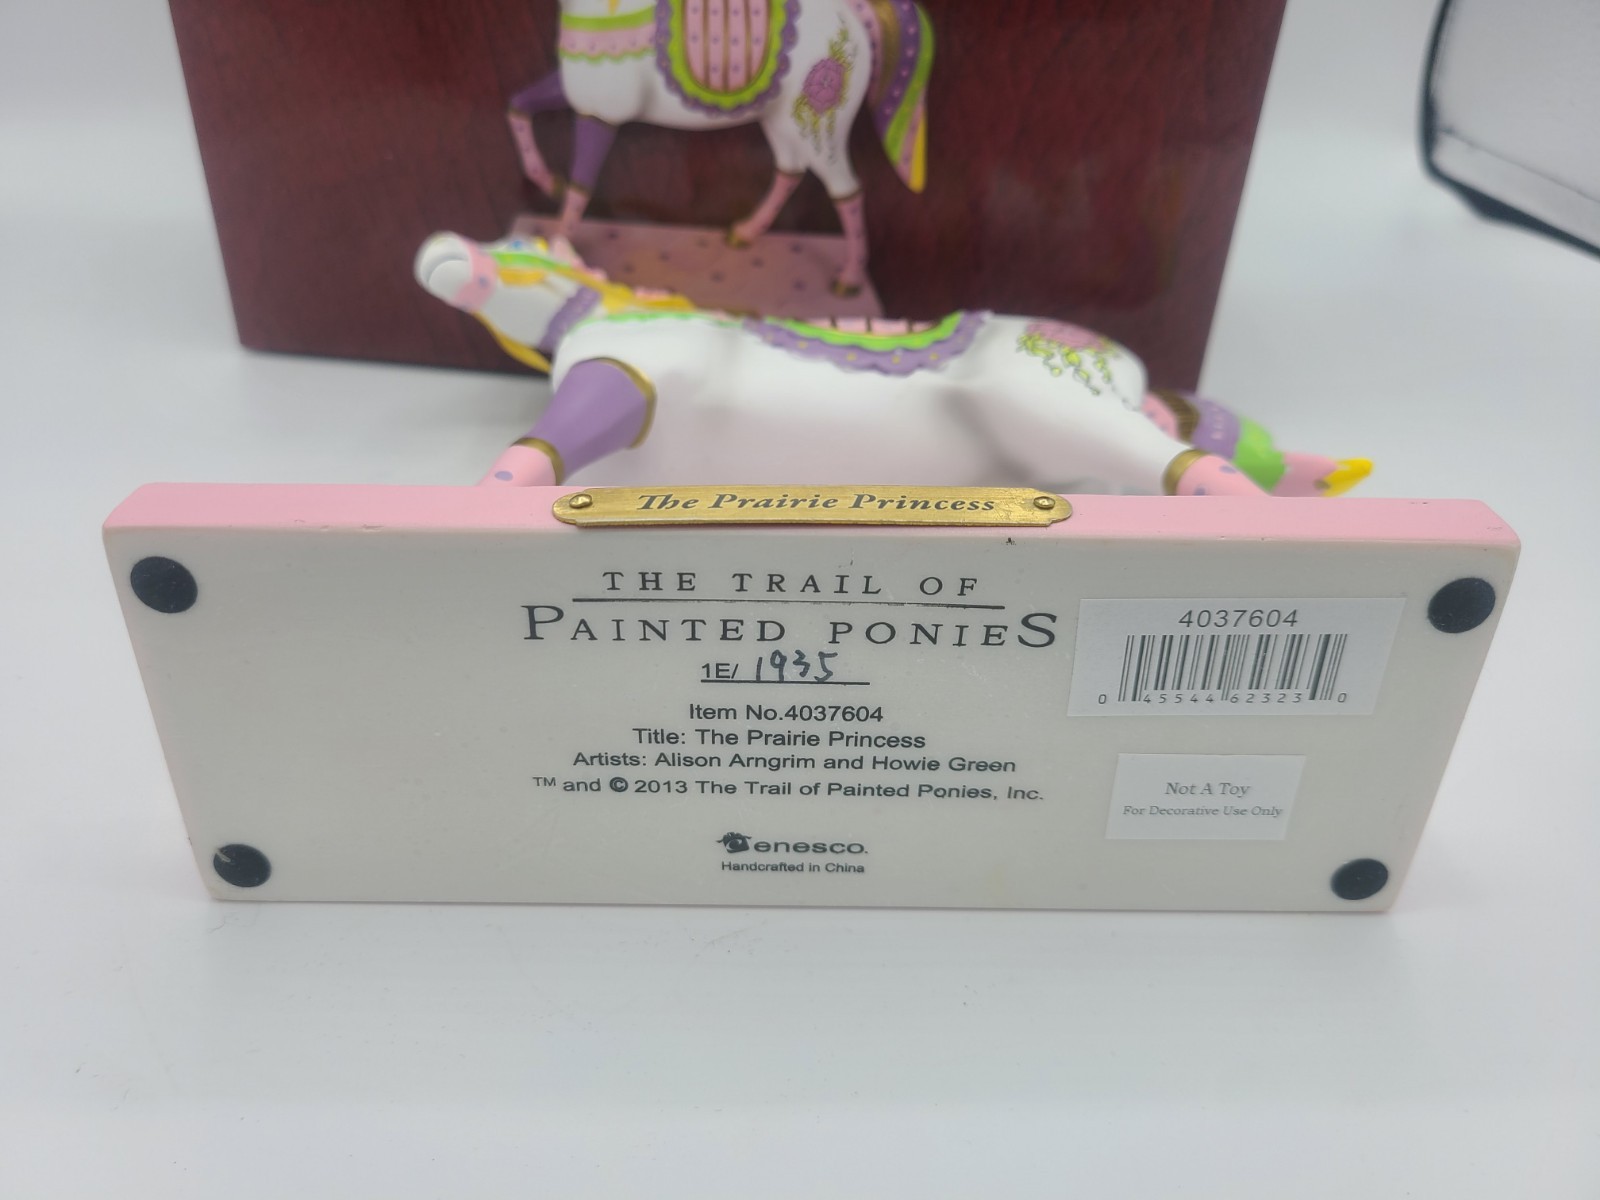 The Prairie Princess
THE TRAIL OF
PAINTED PONIES
1E/ 1935
Item No.4037604
Title: The Prairie Princess
Artists: Alison Arngrim and Howie Green
™ and © 2013 The Trail of Painted Ponies, Inc.
enesco.
Handcrafted in China
4037604
0 45544 62323 0
Not A Toy
For Decorative Use Only